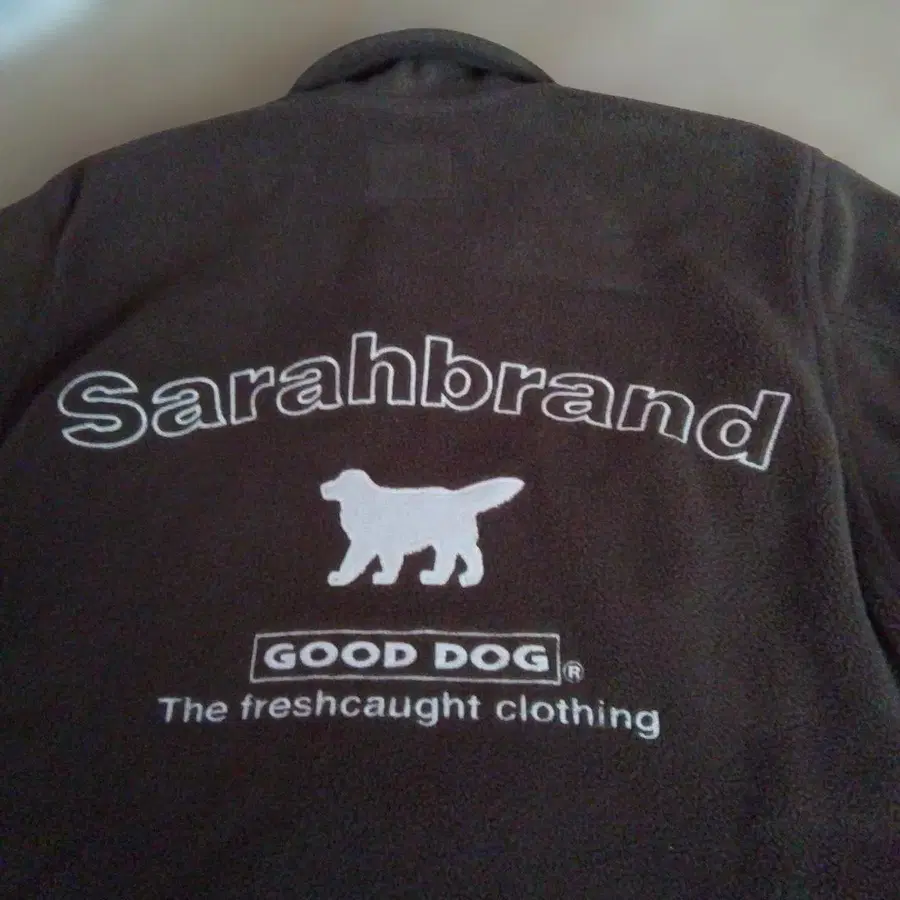 Sarahbrand
GOOD DOG ®
The freshcaught clothing